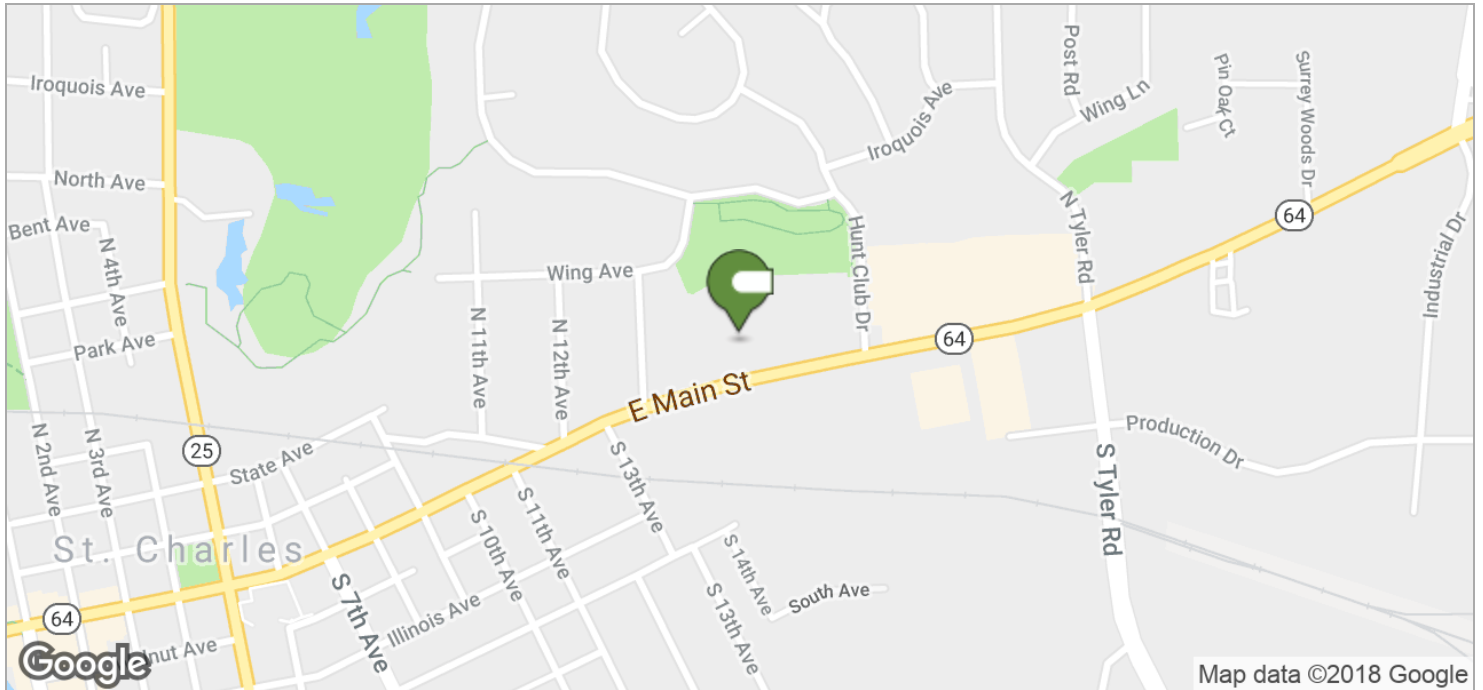 Iroquois Ave
North Ave
Bent Ave
N 4th Ave
Park Ave
N 2nd Ave
N 3rd Ave
25
State Ave
St. Charles
64
S 7th Ave
Illinois Ave
Google
Map data ©2018 Google
Wing Ave
N 11th Ave
N 12th Ave
E Main St
S 10th Ave
S 11th Ave
S 13th Ave
S 14th Ave
S 13th Ave
South Ave
Hunt Club Dr
Iroquois Ave
64
Post Rd
Wing Ln
Pin Oak Ct
Surrey Woods Dr
N Tyler Rd
64
Industrial Dr
Production Dr
S Tyler Rd